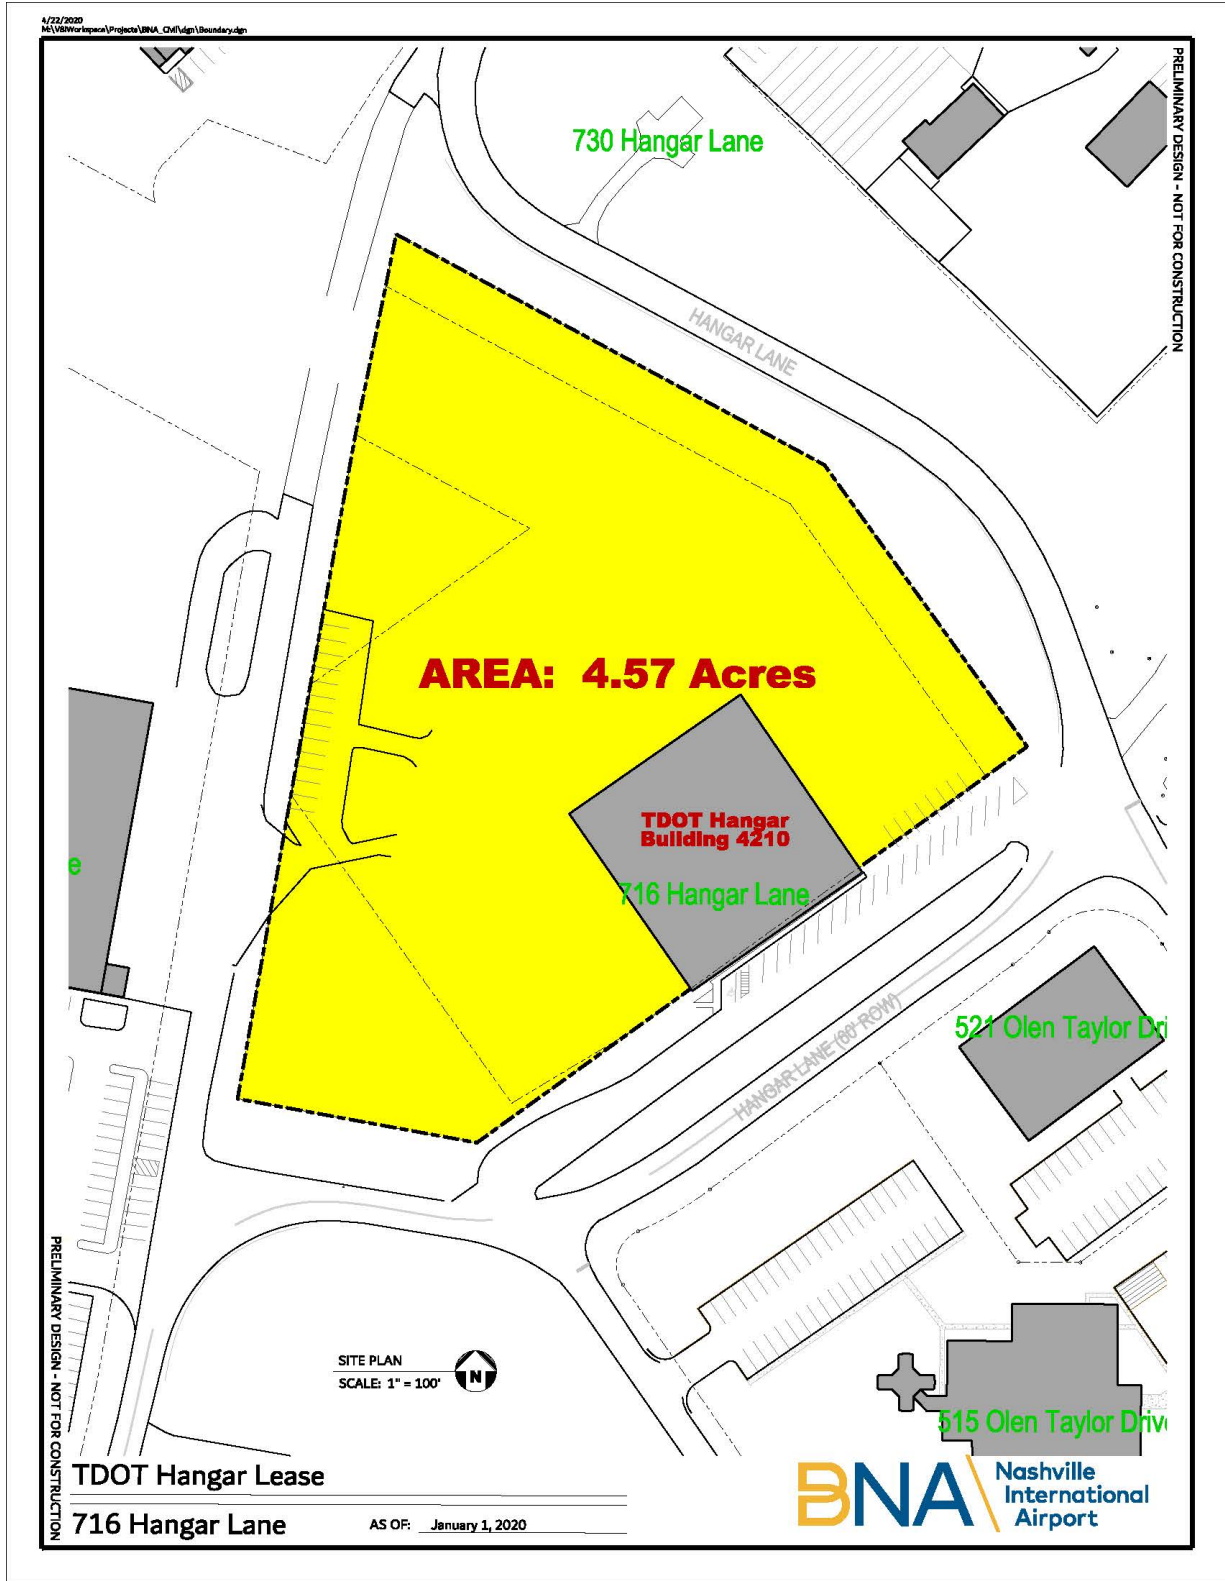 4/22/2020
M:\V8iWorkspace\Projects\BNA_Civil\dgn\Boundary.dgn
PRELIMINARY DESIGN - NOT FOR CONSTRUCTION
730 Hangar Lane
HANGAR LANE
AREA: 4.57 Acres
TDOT Hangar
Building 4210
716 Hangar Lane
e
HANGAR LANE (60' ROW)
521 Olen Taylor Dri
515 Olen Taylor Driv
PRELIMINARY DESIGN - NOT FOR CONSTRUCTION
SITE PLAN
SCALE: 1" = 100'
N
TDOT Hangar Lease
716 Hangar Lane
AS OF: January 1, 2020
BNA
Nashville
International
Airport